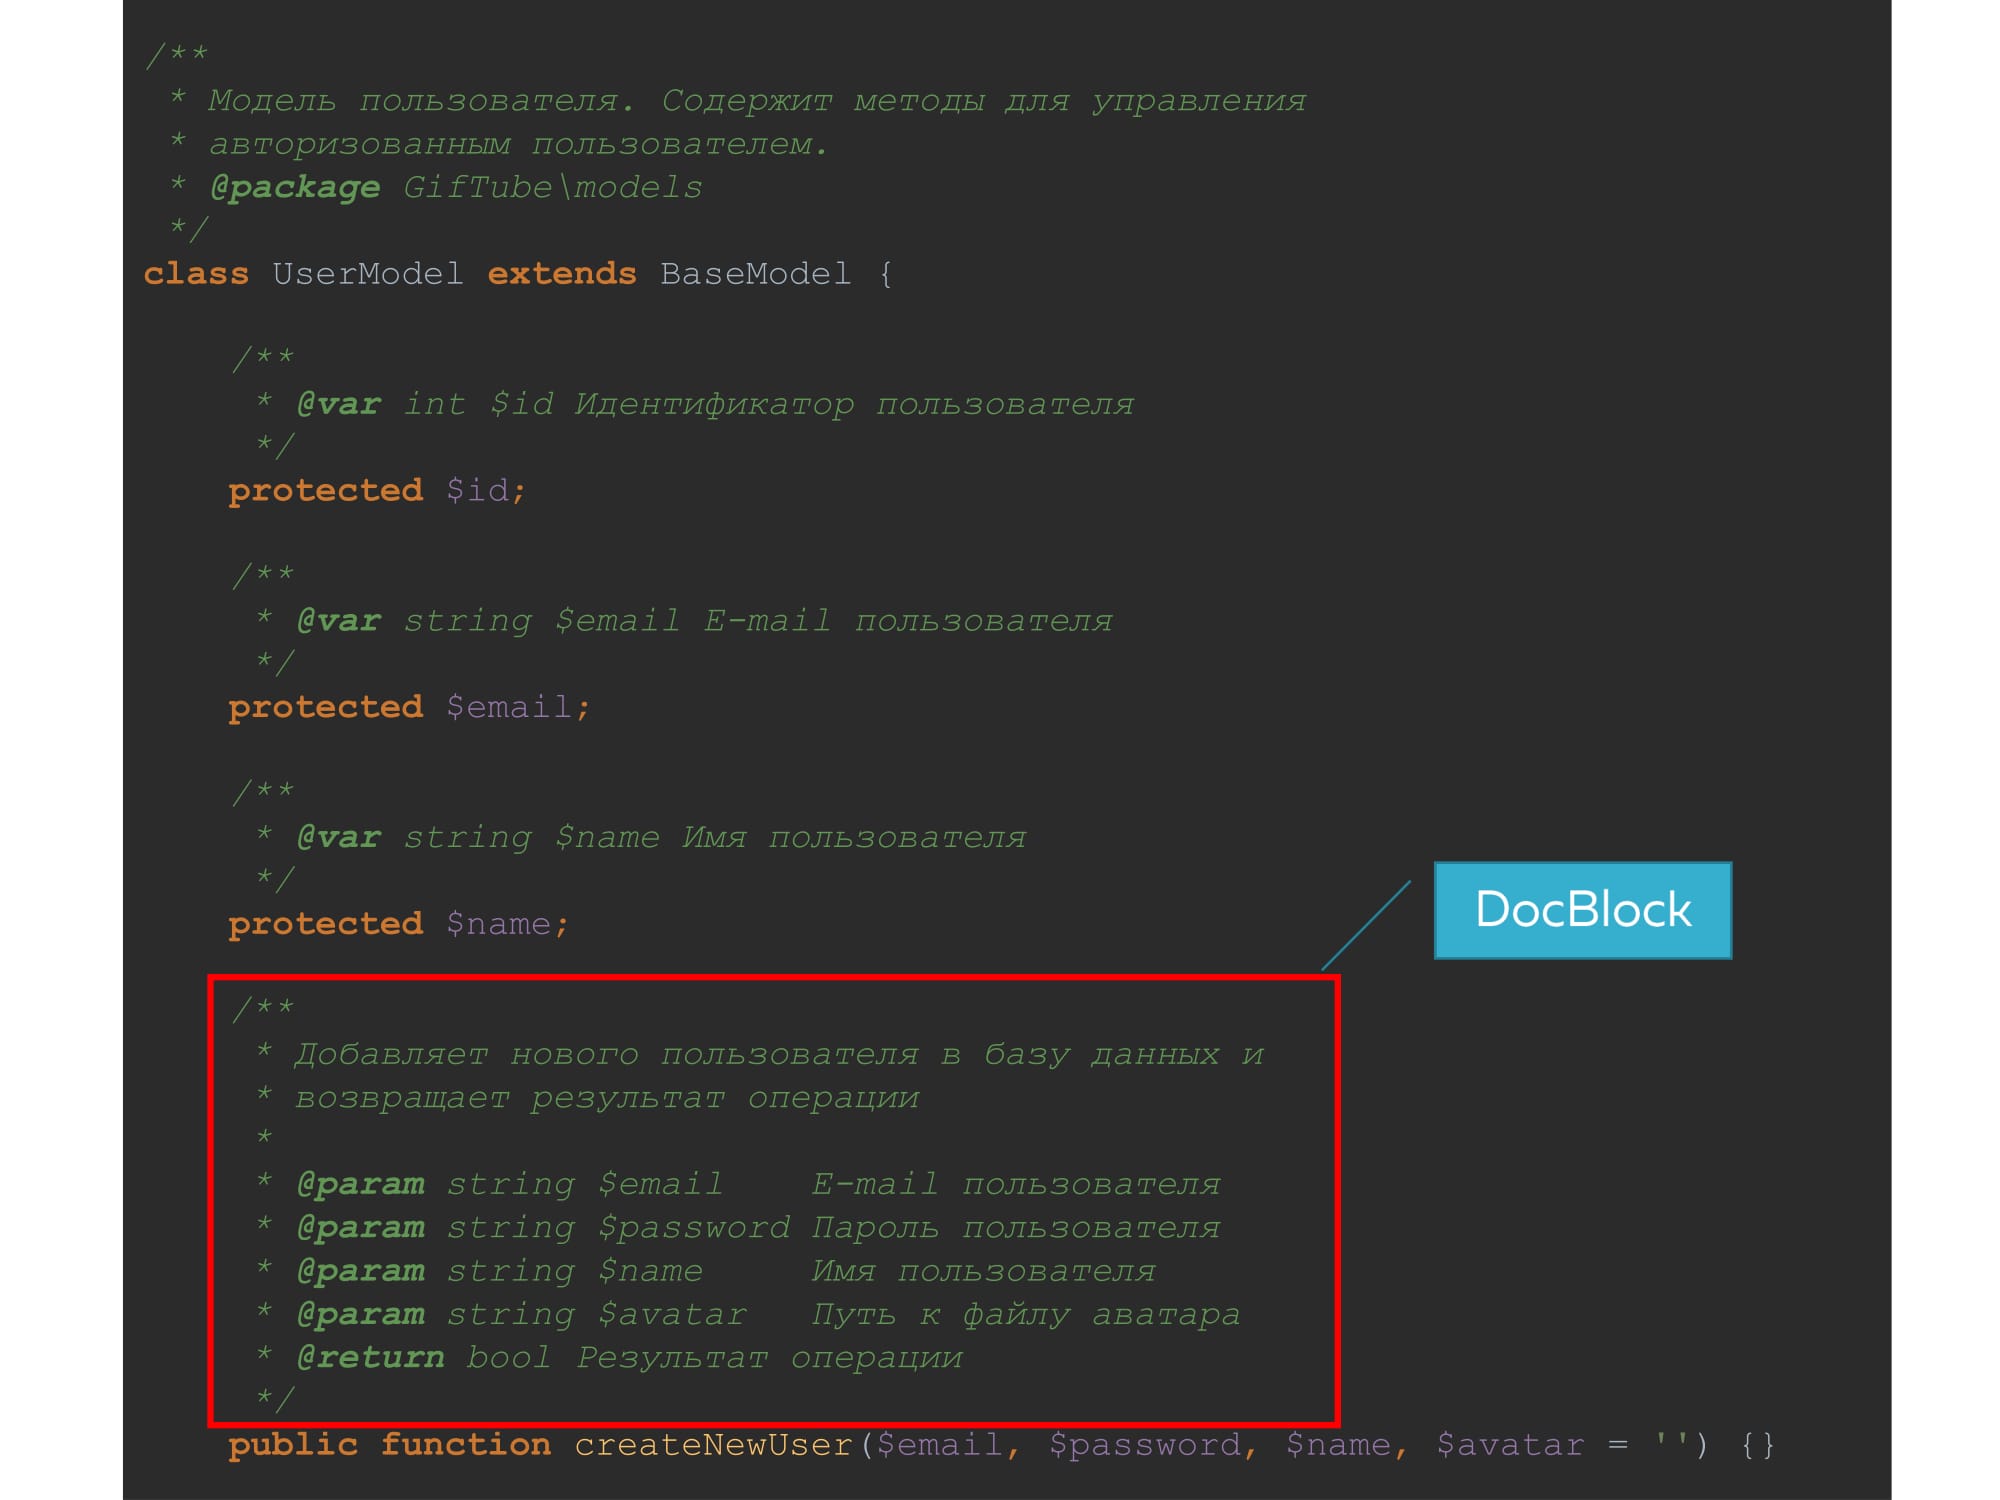 /**
 * Модель пользователя. Содержит методы для управления
 * авторизованным пользователем.
 * @package GifTube\models
 */
class UserModel extends BaseModel {

    /**
     * @var int $id Идентификатор пользователя
     */
    protected $id;

    /**
     * @var string $email E-mail пользователя
     */
    protected $email;

    /**
     * @var string $name Имя пользователя
     */
    protected $name;

DocBlock

    /**
     * Добавляет нового пользователя в базу данных и
     * возвращает результат операции
     *
     * @param string $email    E-mail пользователя
     * @param string $password Пароль пользователя
     * @param string $name     Имя пользователя
     * @param string $avatar   Путь к файлу аватара
     * @return bool Результат операции
     */
    public function createNewUser($email, $password, $name, $avatar = '') {}